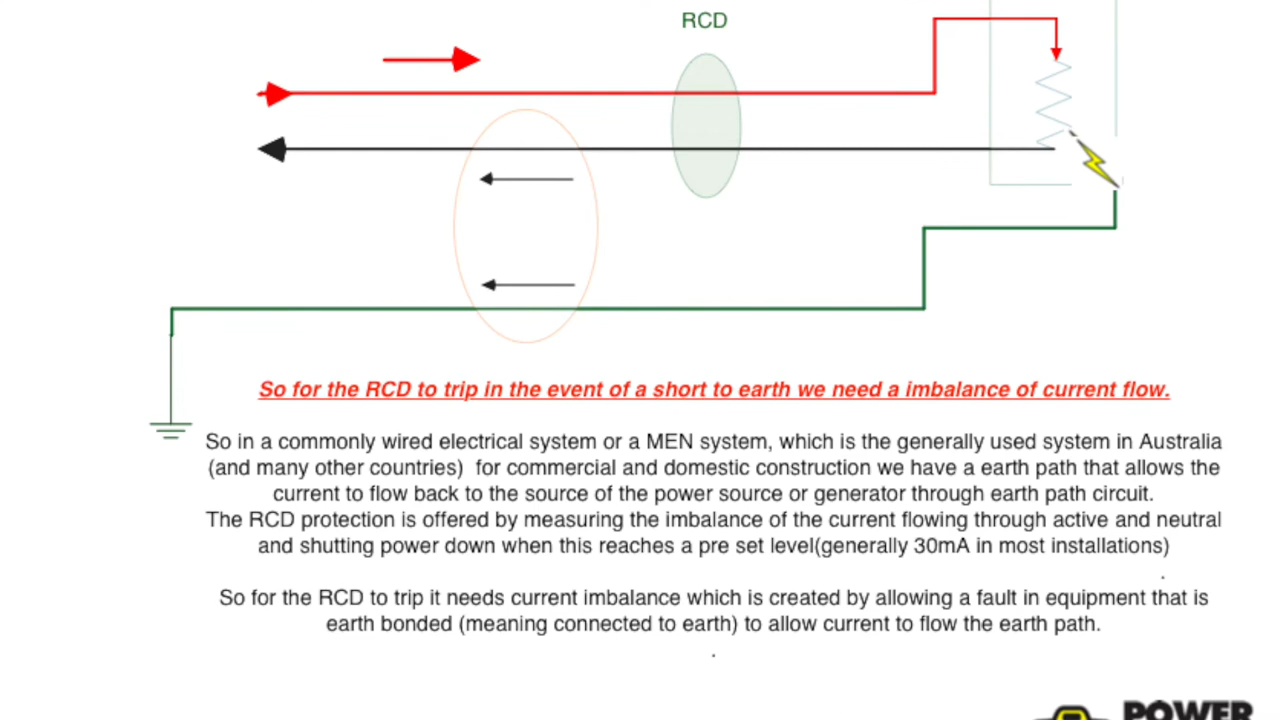 RCD
So for the RCD to trip in the event of a short to earth we need a imbalance of current flow.
So in a commonly wired electrical system or a MEN system, which is the generally used system in Australia
(and many other countries)  for commercial and domestic construction we have a earth path that allows the
current to flow back to the source of the power source or generator through earth path circuit.
The RCD protection is offered by measuring the imbalance of the current flowing through active and neutral
and shutting power down when this reaches a pre set level(generally 30mA in most installations)
.
So for the RCD to trip it needs current imbalance which is created by allowing a fault in equipment that is
earth bonded (meaning connected to earth) to allow current to flow the earth path.
.
POWER